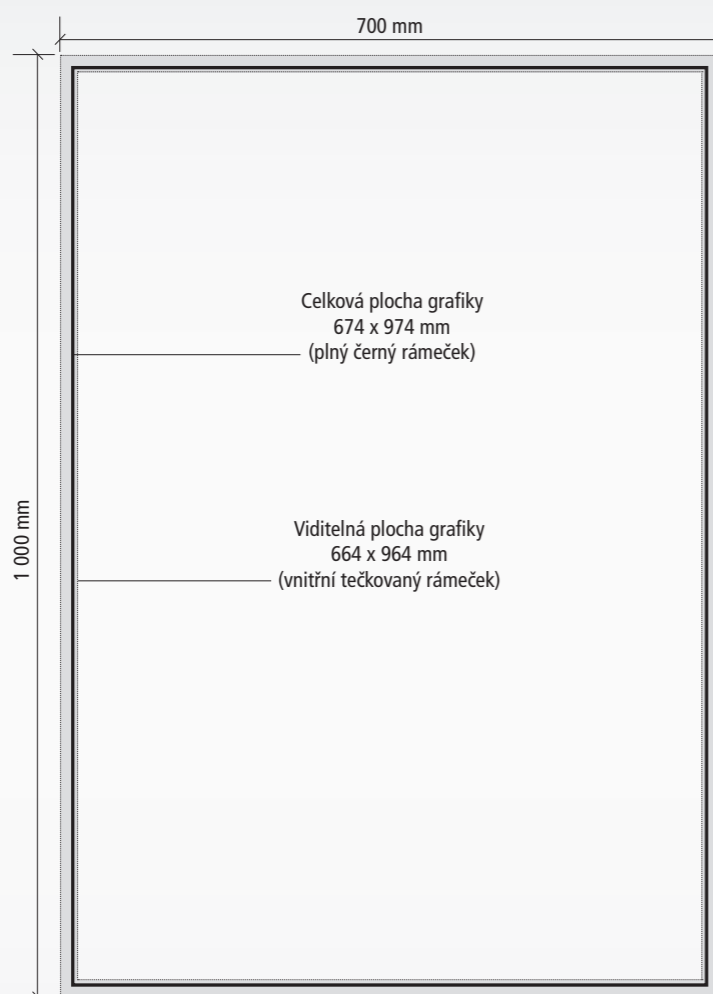 700 mm
Celková plocha grafiky
674 x 974 mm
(plný černý rámeček)
1 000 mm
Viditelná plocha grafiky
664 x 964 mm
(vnitřní tečkovaný rámeček)